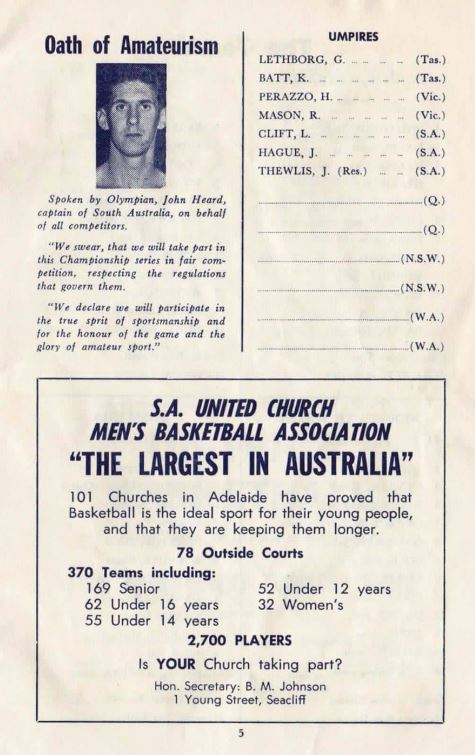 Oath of Amateurism
Spoken by Olympian, John Heard,
captain of South Australia, on behalf
of all competitors.
"We swear, that we will take part in
this Championship series in fair com-
petition, respecting the regulations
that govern them.
"We declare we will participate in
the true sprit of sportsmanship and
for the honour of the game and the
glory of amateur sport."
UMPIRES
LETHBORG, G. ... ... ... ... (Tas.)
BATT, K. ... ... ... ... ... (Tas.)
PERAZZO, H. ... ... ... ... (Vic.)
MASON, R. ... ... ... ... (Vic.)
CLIFT, L. ... ... ... ... ... (S.A.)
HAGUE, J. ... ... ... ... ... (S.A.)
THEWLIS, J. (Res.) ... ... ... (S.A.)
(Q.)
(Q.)
(N.S.W.)
(N.S.W.)
(W.A.)
(W.A.)
S.A. UNITED CHURCH
MEN'S BASKETBALL ASSOCIATION
"THE LARGEST IN AUSTRALIA"
101 Churches in Adelaide have proved that
Basketball is the ideal sport for their young people,
and that they are keeping them longer.
78 Outside Courts
370 Teams including:
169 Senior 52 Under 12 years
62 Under 16 years 32 Women's
55 Under 14 years
2,700 PLAYERS
Is YOUR Church taking part?
Hon. Secretary: B. M. Johnson
1 Young Street, Seacliff
5